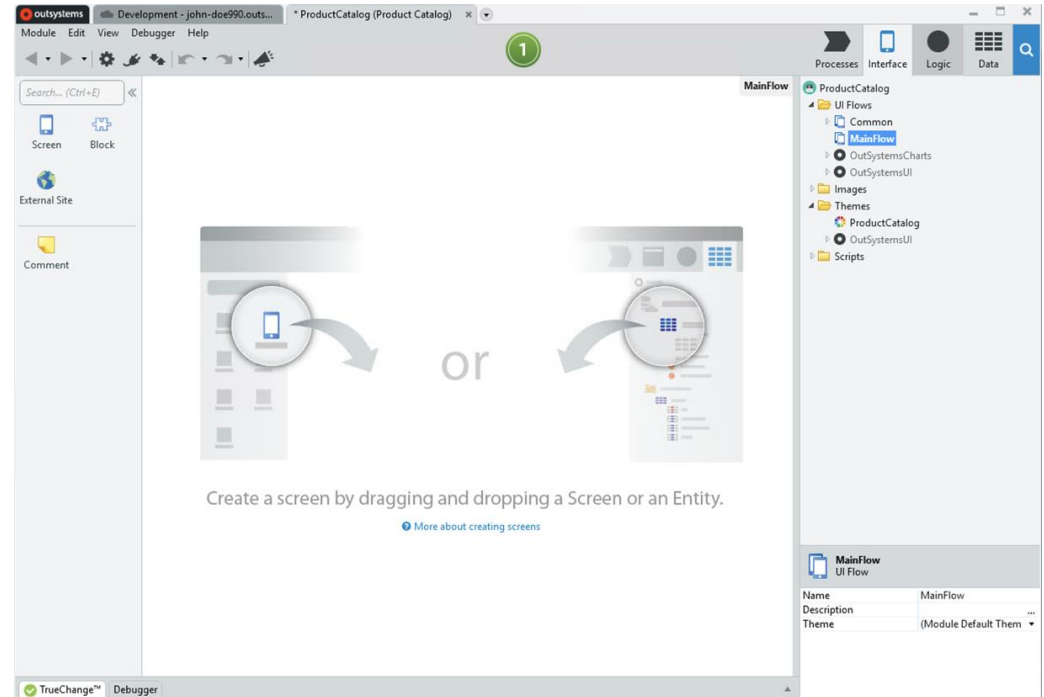 outsystems
Development - john-doe990.outs...
* ProductCatalog (Product Catalog)
Module Edit View Debugger Help
1
Processes
Interface
Logic
Data
Search... (Ctrl+E)
Screen
Block
External Site
Comment
MainFlow
or
Create a screen by dragging and dropping a Screen or an Entity.
More about creating screens
ProductCatalog
UI Flows
Common
MainFlow
OutSystemsCharts
OutSystemsUI
Images
Themes
ProductCatalog
OutSystemsUI
Scripts
MainFlow
UI Flow
Name MainFlow
Description ...
Theme (Module Default Them
TrueChange™ Debugger